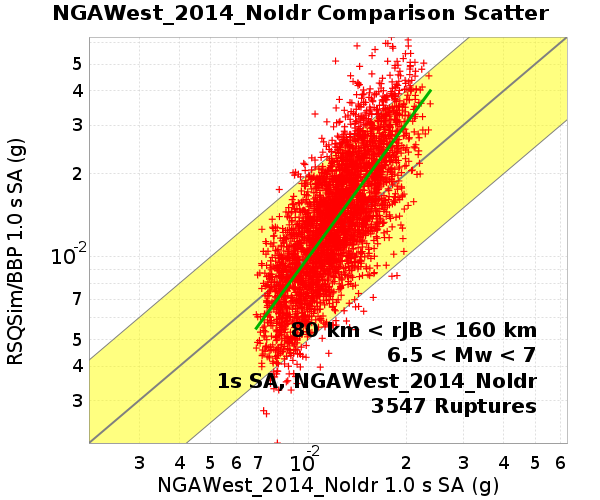 NGAWest_2014_NoIdr Comparison Scatter
RSQSim/BBP 1.0 s SA (g)
5
4
3
2
10-2
7
5
4
3
80 km < rJB < 160 km
6.5 < Mw < 7
1s SA, NGAWest_2014_NoIdr
3547 Ruptures
3 4 5 6 7 10-2 2 3 4 5 6
NGAWest_2014_NoIdr 1.0 s SA (g)